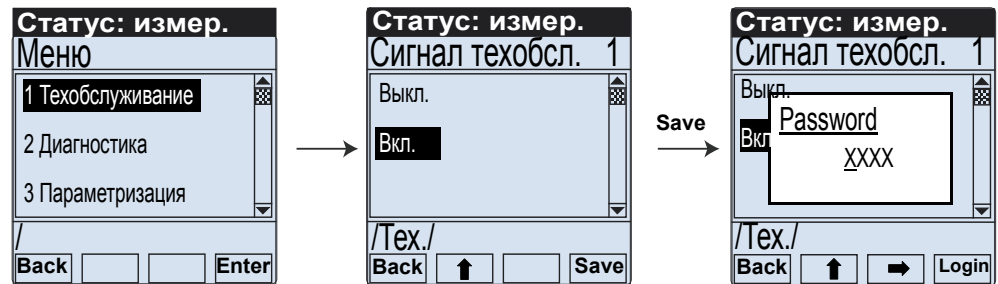 Статус: измер.
Меню
1 Техобслуживание
2 Диагностика
3 Параметризация
/
Back Enter
Статус: измер.
Сигнал техобсл. 1
Выкл.
Вкл.
/Тех./
Back Save
Save
Статус: измер.
Сигнал техобсл. 1
Выкл.
Вкл
Password
XXXX
/Тех./
Back Login